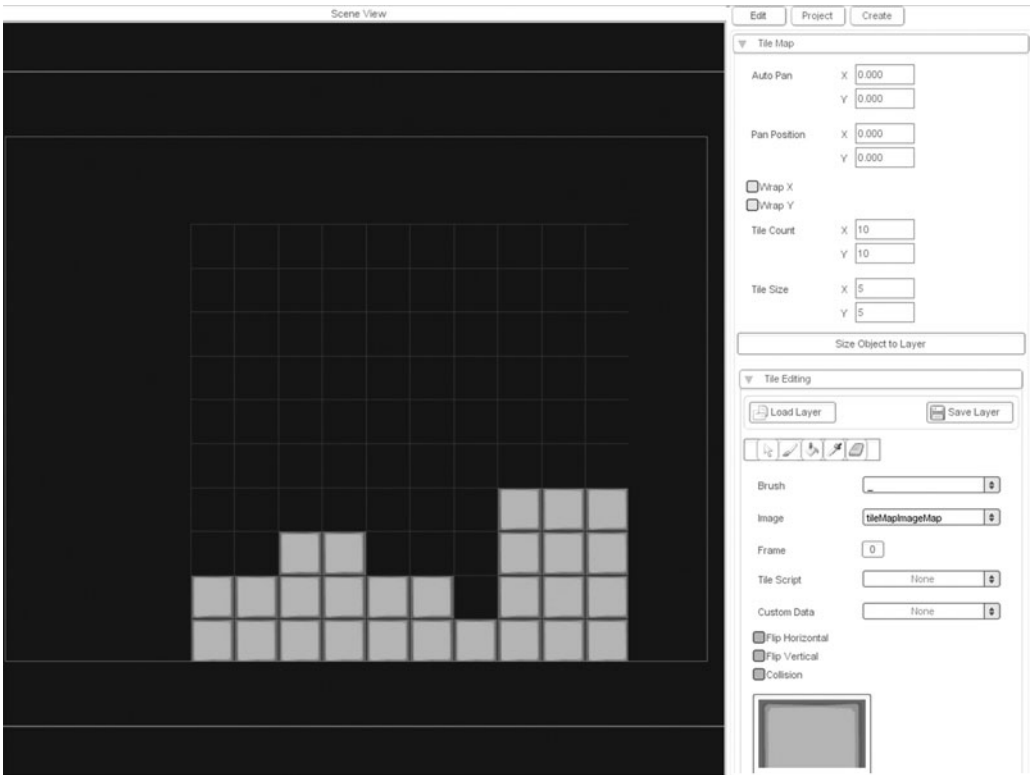 Scene View
Edit Project Create
Tile Map
Auto Pan X 0.000
Y 0.000
Pan Position X 0.000
Y 0.000
Wrap X
Wrap Y
Tile Count X 10
Y 10
Tile Size X 5
Y 5
Size Object to Layer
Tile Editing
Load Layer Save Layer
Brush _
Image tileMapImageMap
Frame 0
Tile Script None
Custom Data None
Flip Horizontal
Flip Vertical
Collision